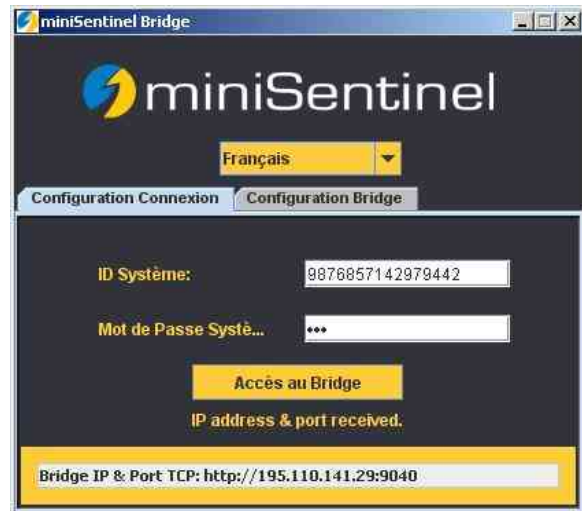 miniSentinel Bridge
miniSentinel
Français
Configuration Connexion Configuration Bridge
ID Système: 9876857142979442
Mot de Passe Systè... •••
Accès au Bridge
IP address & port received.
Bridge IP & Port TCP: http://195.110.141.29:9040